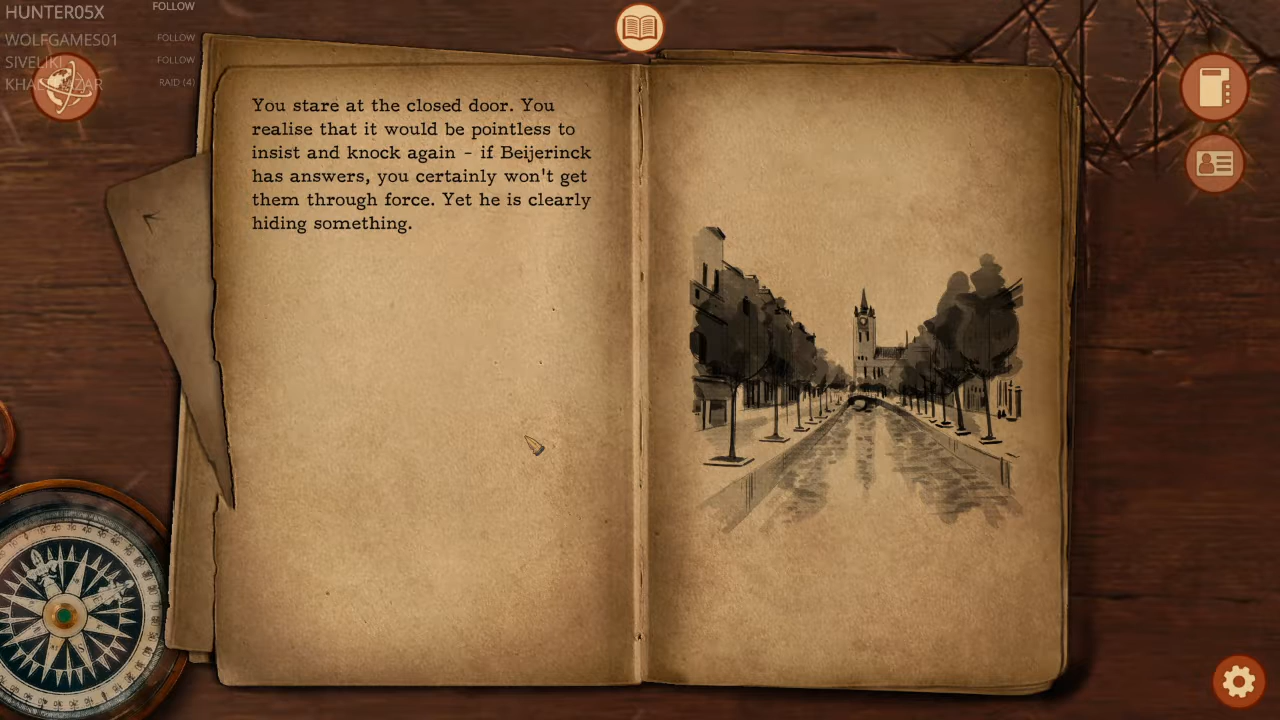 HUNTER05X FOLLOW
WOLFGAMES01 FOLLOW
SIVELIKI FOLLOW
RAID (4)
You stare at the closed door. You
realise that it would be pointless to
insist and knock again - if Beijerinck
has answers, you certainly won't get
them through force. Yet he is clearly
hiding something.